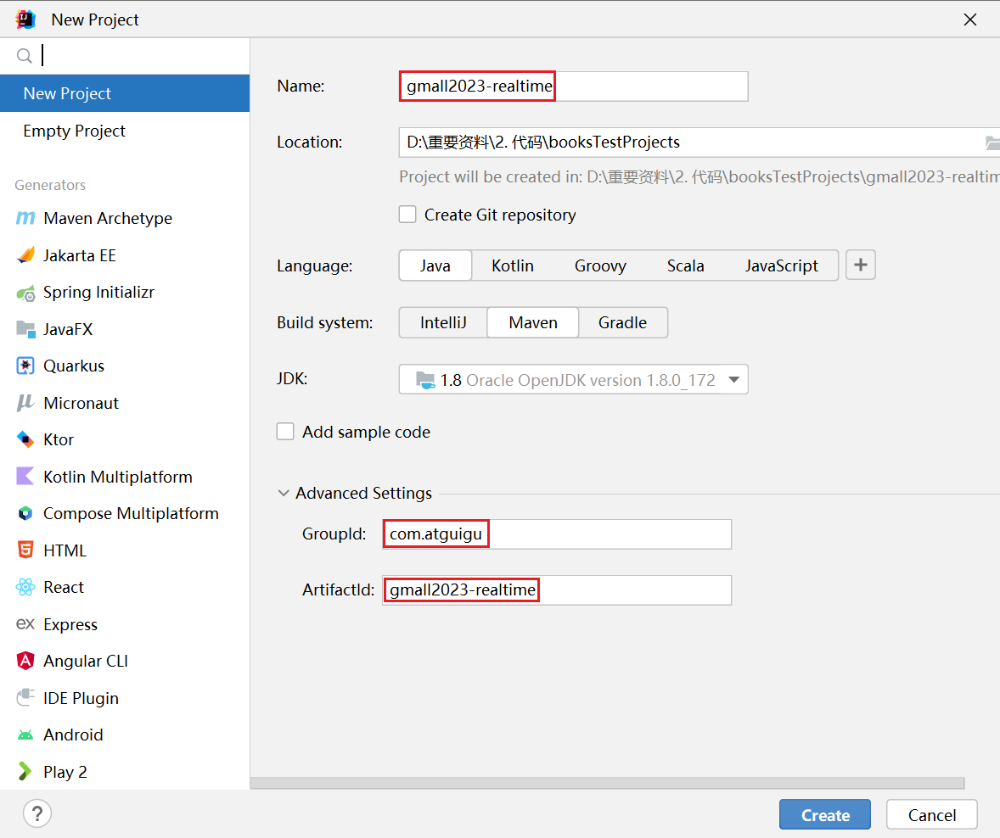 New Project
New Project
Empty Project
Generators
Maven Archetype
Jakarta EE
Spring Initializr
JavaFX
Quarkus
Micronaut
Ktor
Kotlin Multiplatform
Compose Multiplatform
HTML
React
ex Express
Angular CLI
IDE Plugin
Android
Play 2
Name: gmall2023-realtime
Location: D:\重要资料\2. 代码\booksTestProjects
Project will be created in: D:\重要资料\2. 代码\booksTestProjects\gmall2023-realtim
Create Git repository
Language: Java Kotlin Groovy Scala JavaScript +
Build system: IntelliJ Maven Gradle
JDK: 1.8 Oracle OpenJDK version 1.8.0_172
Add sample code
Advanced Settings
GroupId: com.atguigu
ArtifactId: gmall2023-realtime
? Create Cancel